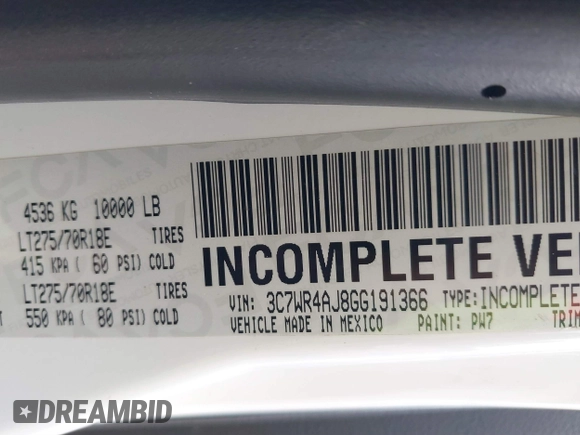 4536 KG 10000 LB
LT275/70R18E TIRES
415 KPA ( 60 PSI) COLD
LT275/70R18E TIRES
550 KPA ( 80 PSI) COLD
INCOMPLETE VE
VIN: 3C7WR4AJ8GG191366 TYPE:INCOMPLETE
VEHICLE MADE IN MEXICO PAINT: PW7 TRIM
DREAMBID